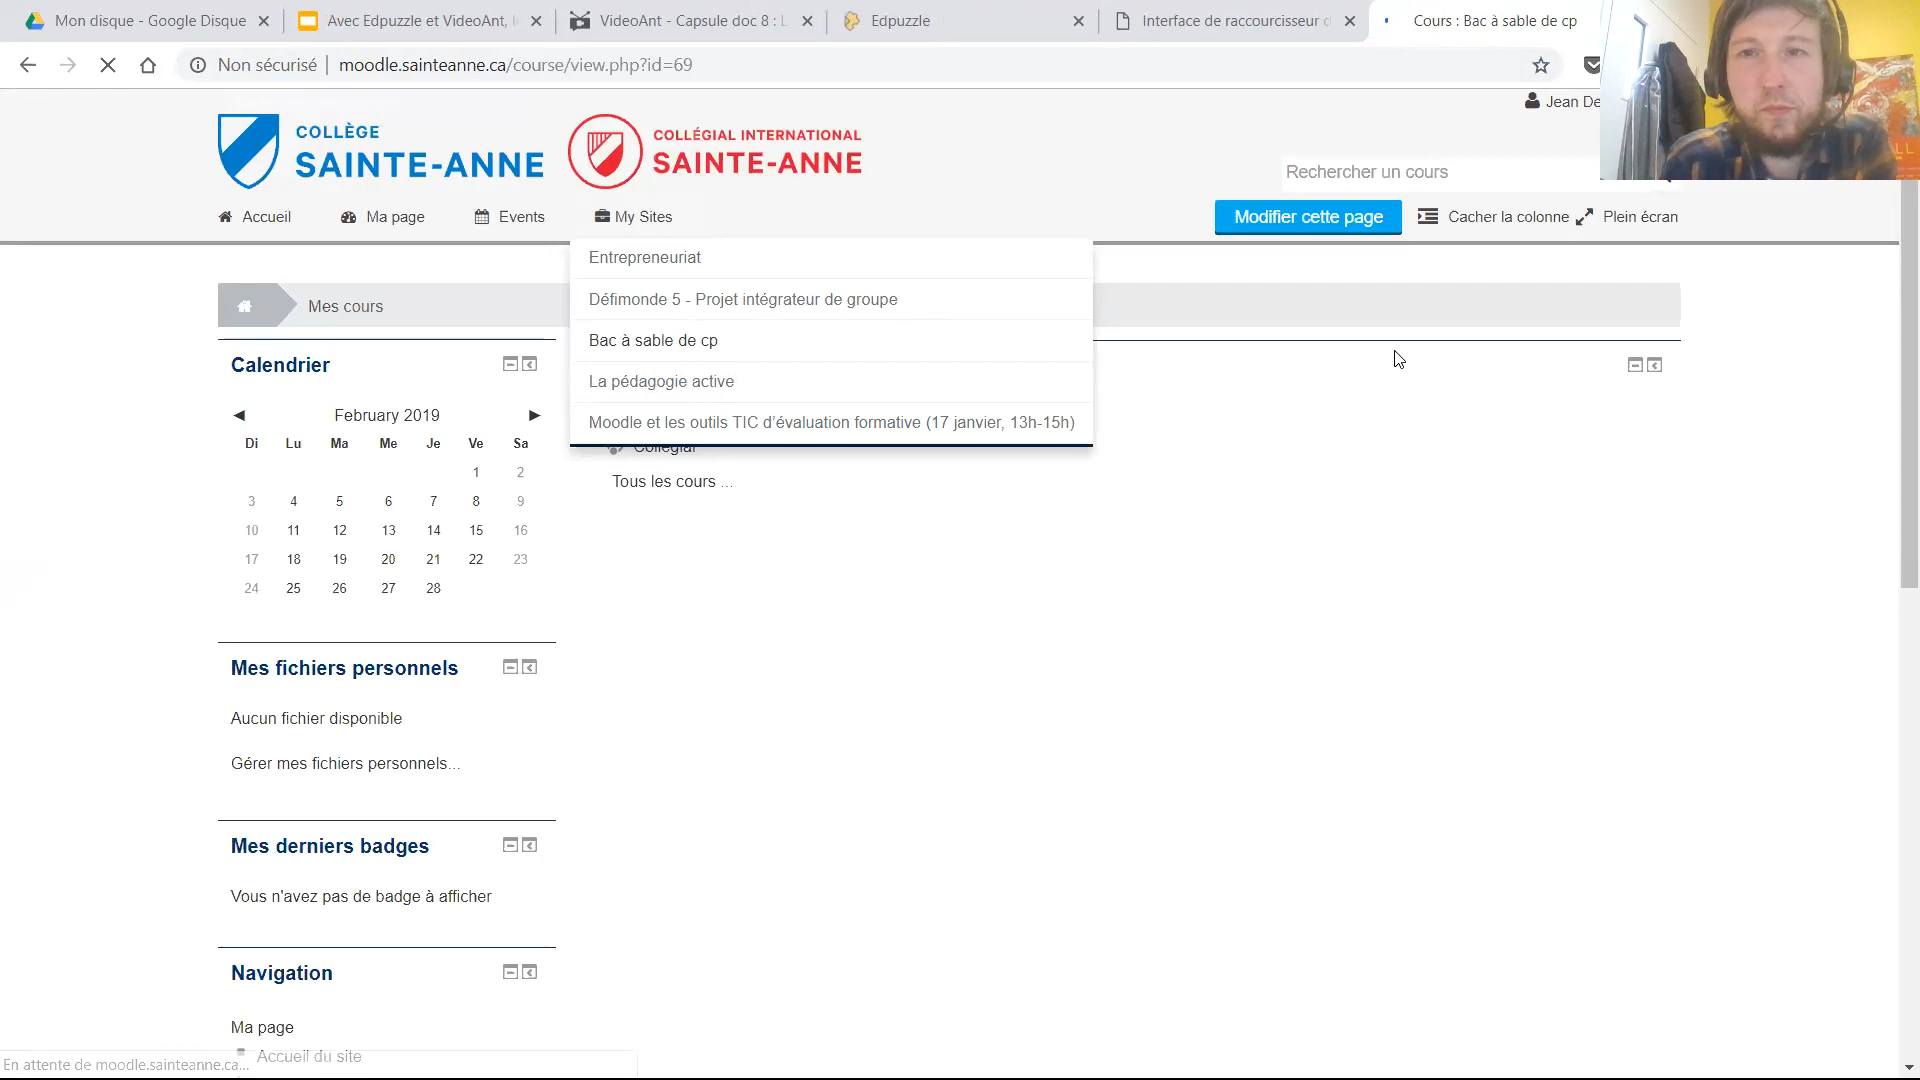 Mon disque - Google Disque
Avec Edpuzzle et VideoAnt,
VideoAnt - Capsule doc 8 :
Edpuzzle
Interface de raccourcisseur
Cours : Bac à sable de cp
Non sécurisé | moodle.sainteanne.ca/course/view.php?id=69
Jean De
COLLÈGE
SAINTE-ANNE
COLLÉGIAL INTERNATIONAL
SAINTE-ANNE
Rechercher un cours
Accueil
Ma page
Events
My Sites
Modifier cette page
Cacher la colonne
Plein écran
Entrepreneuriat
Défimonde 5 - Projet intégrateur de groupe
Bac à sable de cp
La pédagogie active
Moodle et les outils TIC d'évaluation formative (17 janvier, 13h-15h)
Mes cours
Collégial
Tous les cours ...
Calendrier
◀ February 2019 ▶
Di Lu Ma Me Je Ve Sa
1 2
3 4 5 6 7 8 9
10 11 12 13 14 15 16
17 18 19 20 21 22 23
24 25 26 27 28
Mes fichiers personnels
Aucun fichier disponible
Gérer mes fichiers personnels...
Mes derniers badges
Vous n'avez pas de badge à afficher
Navigation
Ma page
Accueil du site
En attente de moodle.sainteanne.ca...